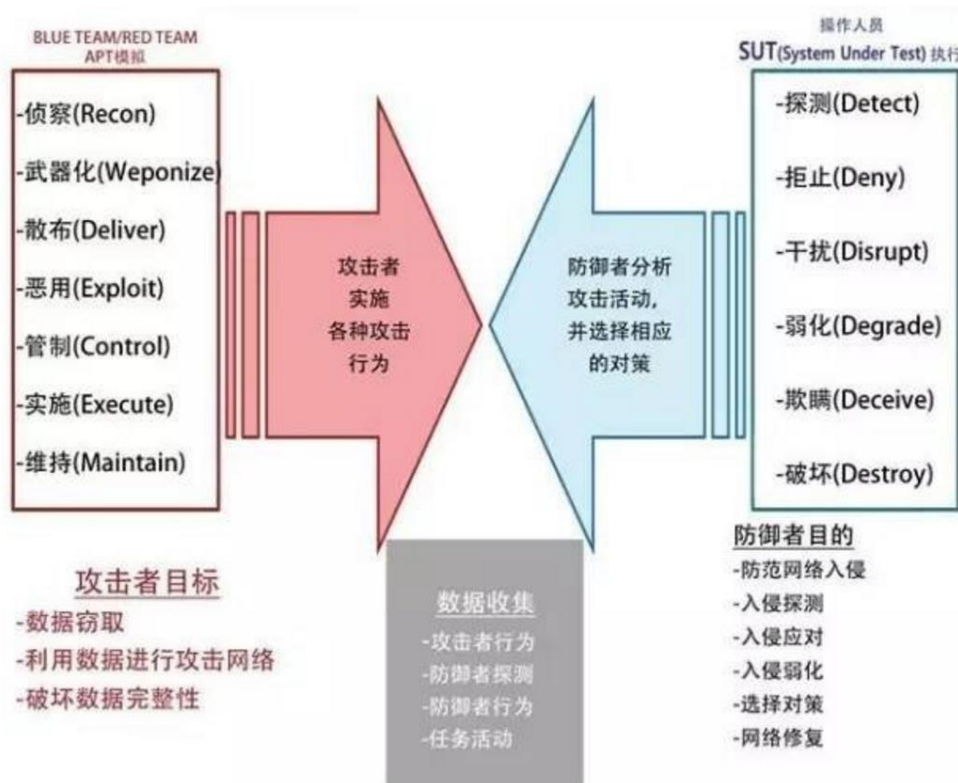 BLUE TEAM/RED TEAM
APT模拟
-侦察(Recon)
-武器化(Weponize)
-散布(Deliver)
-恶用(Exploit)
-管制(Control)
-实施(Execute)
-维持(Maintain)
攻击者
实施
各种攻击
行为
防御者分析
攻击活动,
并选择相应
的对策
操作人员
SUT(System Under Test) 执行
-探测(Detect)
-拒止(Deny)
-干扰(Disrupt)
-弱化(Degrade)
-欺瞒(Deceive)
-破坏(Destroy)
攻击者目标
-数据窃取
-利用数据进行攻击网络
-破坏数据完整性
数据收集
-攻击者行为
-防御者探测
-防御者行为
-任务活动
防御者目的
-防范网络入侵
-入侵探测
-入侵应对
-入侵弱化
-选择对策
-网络修复